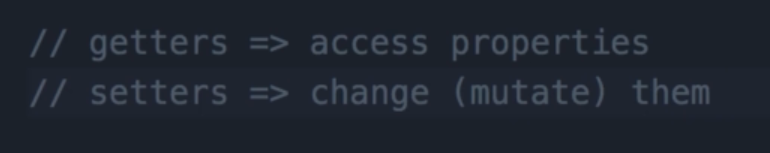 // getters => access properties
// setters => change (mutate) them